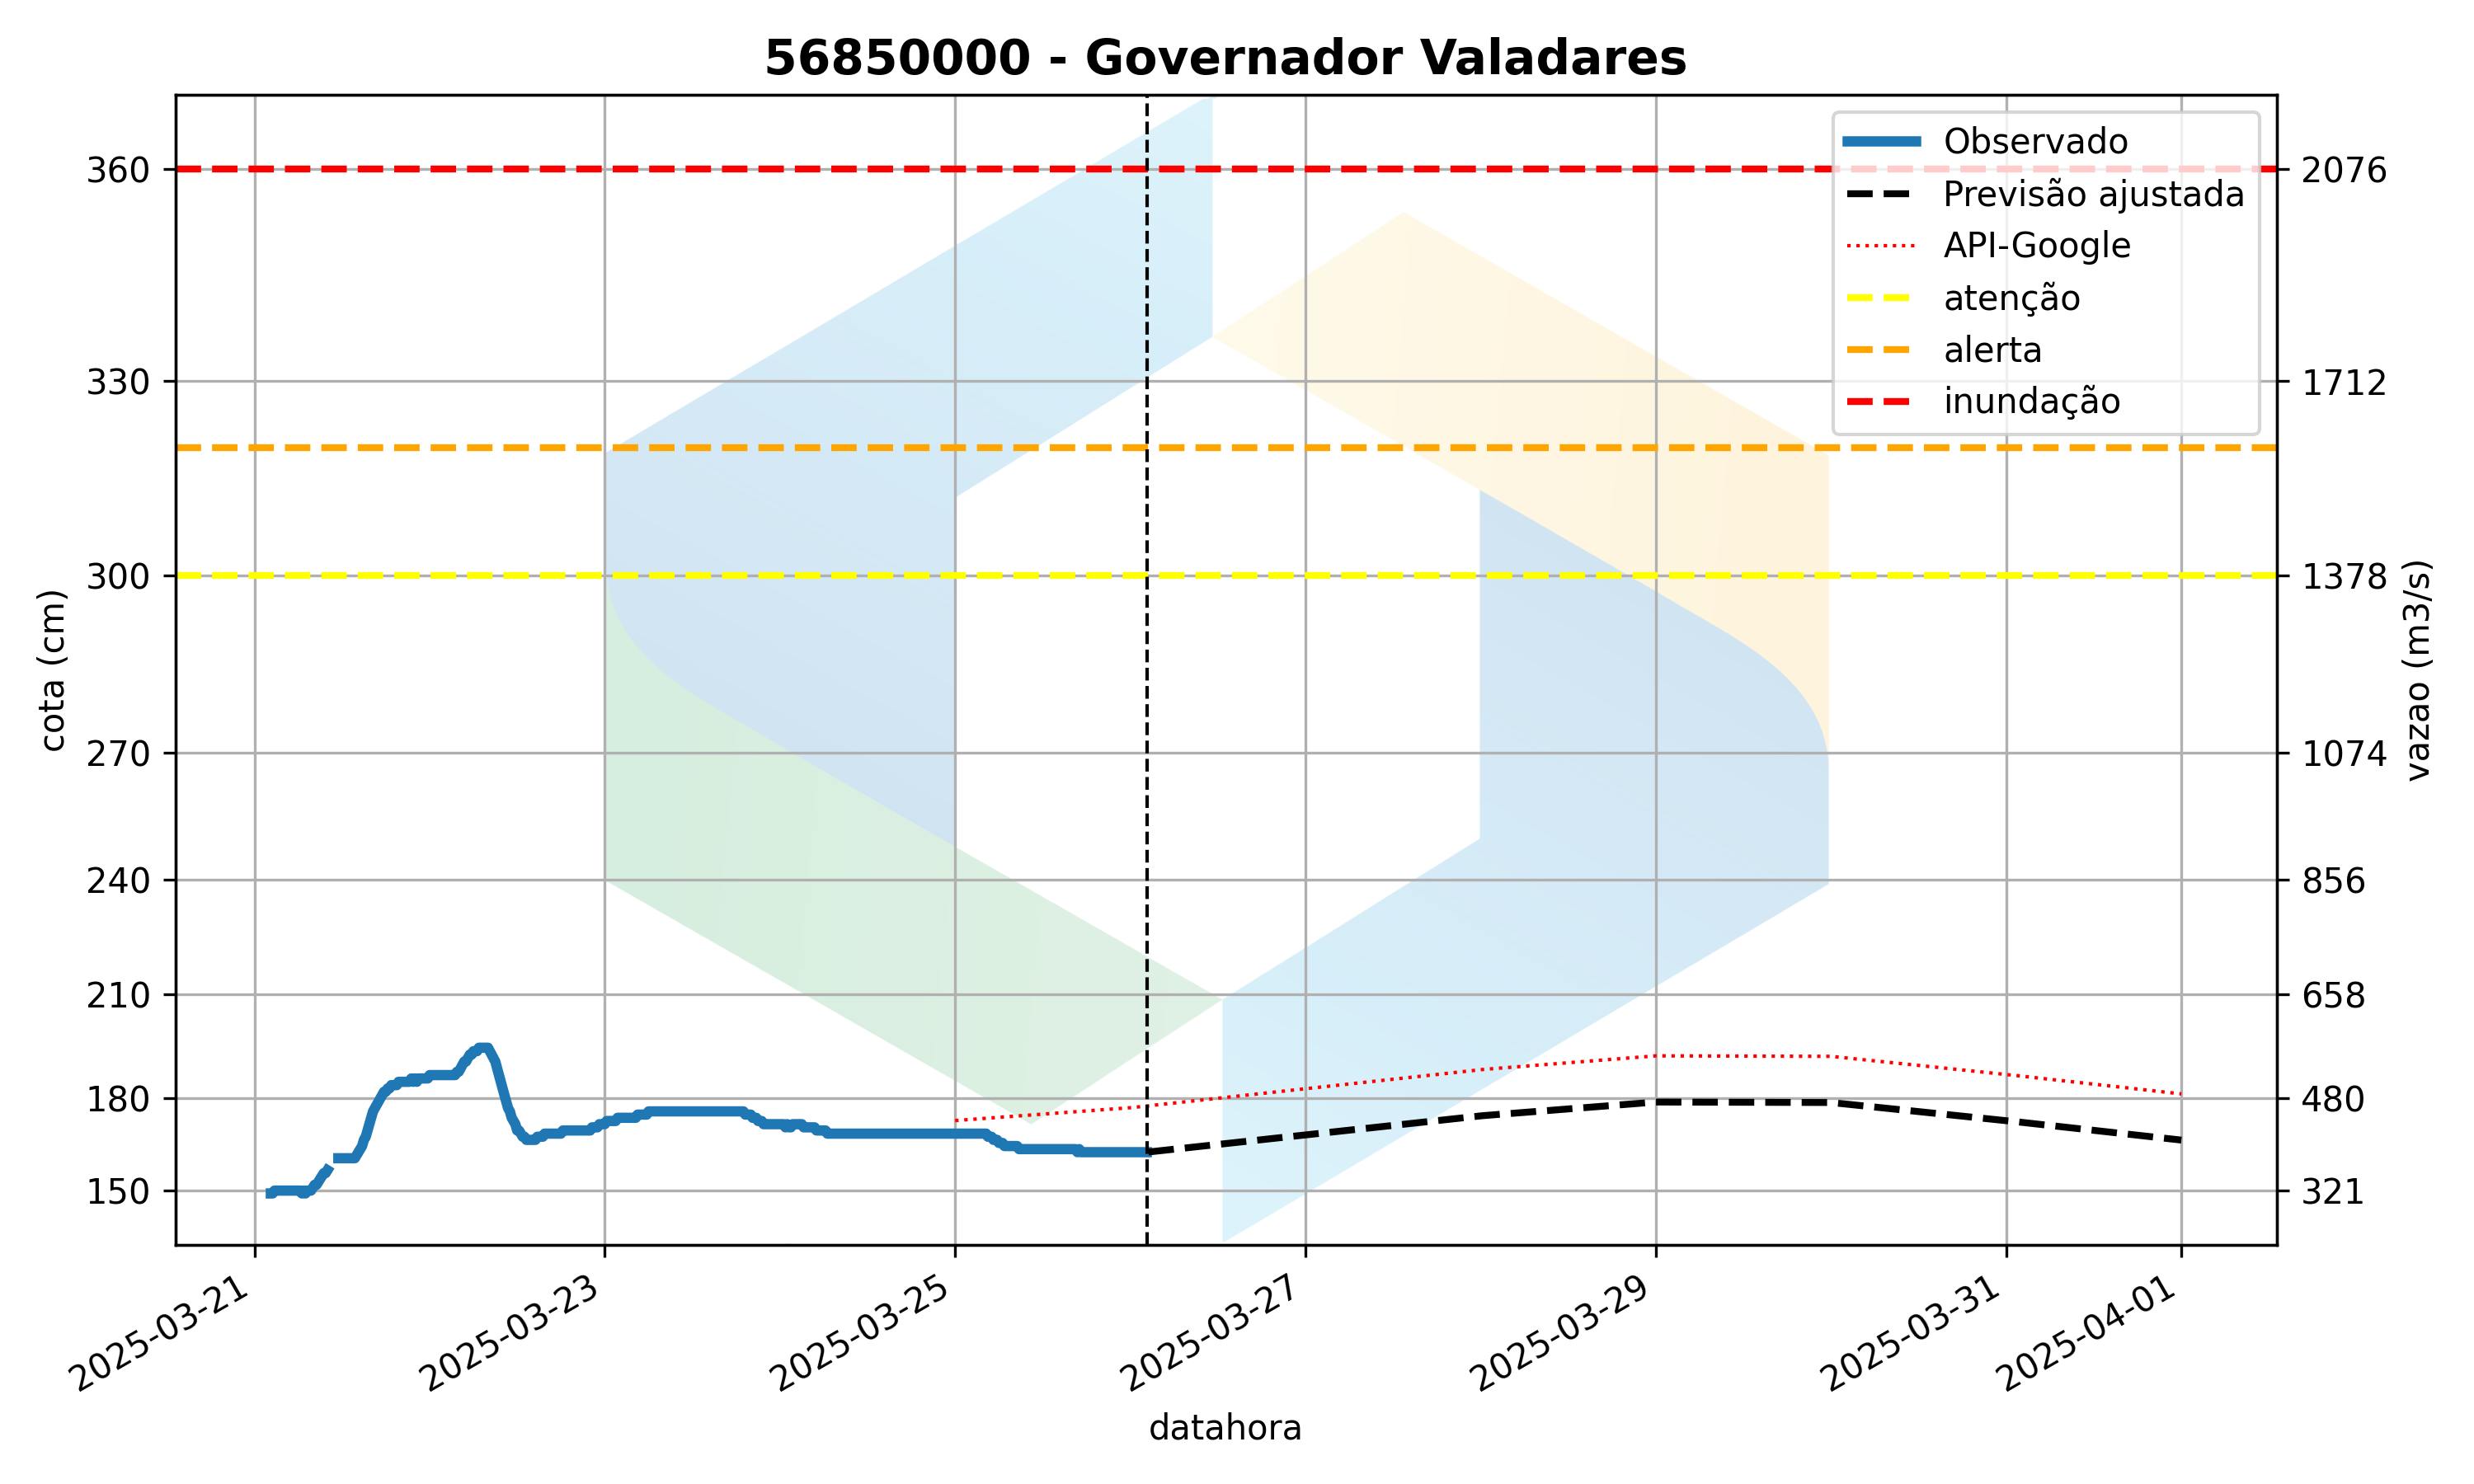 56850000 - Governador Valadares
Observado
Previsão ajustada
API-Google
atenção
alerta
inundação
cota (cm)
360
330
300
270
240
210
180
150
2076
1712
1378
1074
856
658
480
321
vazao (m3/s)
2025-03-21
2025-03-23
2025-03-25
2025-03-27
2025-03-29
2025-03-31
2025-04-01
datahora